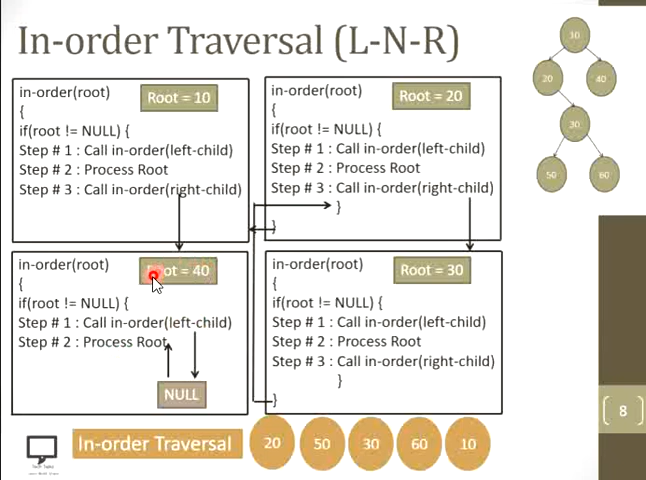 In-order Traversal (L-N-R)
in-order(root)
Root = 10
{
if(root != NULL) {
Step # 1 : Call in-order(left-child)
Step # 2 : Process Root
Step # 3 : Call in-order(right-child)
in-order(root)
Root = 20
{
if(root != NULL) {
Step # 1 : Call in-order(left-child)
Step # 2 : Process Root
Step # 3 : Call in-order(right-child)
}
}
in-order(root)
ot = 40
{
if(root != NULL) {
Step # 1 : Call in-order(left-child)
Step # 2 : Process Root
NULL
in-order(root)
Root = 30
{
if(root != NULL) {
Step # 1 : Call in-order(left-child)
Step # 2 : Process Root
Step # 3 : Call in-order(right-child)
}
}
20
40
30
50
60
8
In-order Traversal
20
50
30
60
10